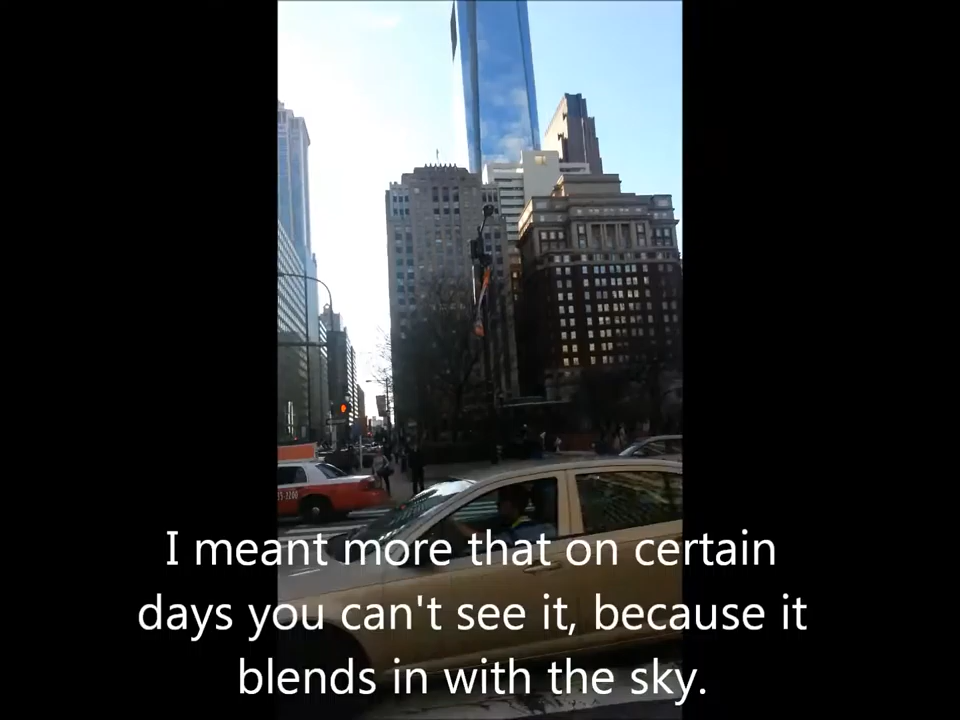 I meant more that on certain
days you can't see it, because it
blends in with the sky.